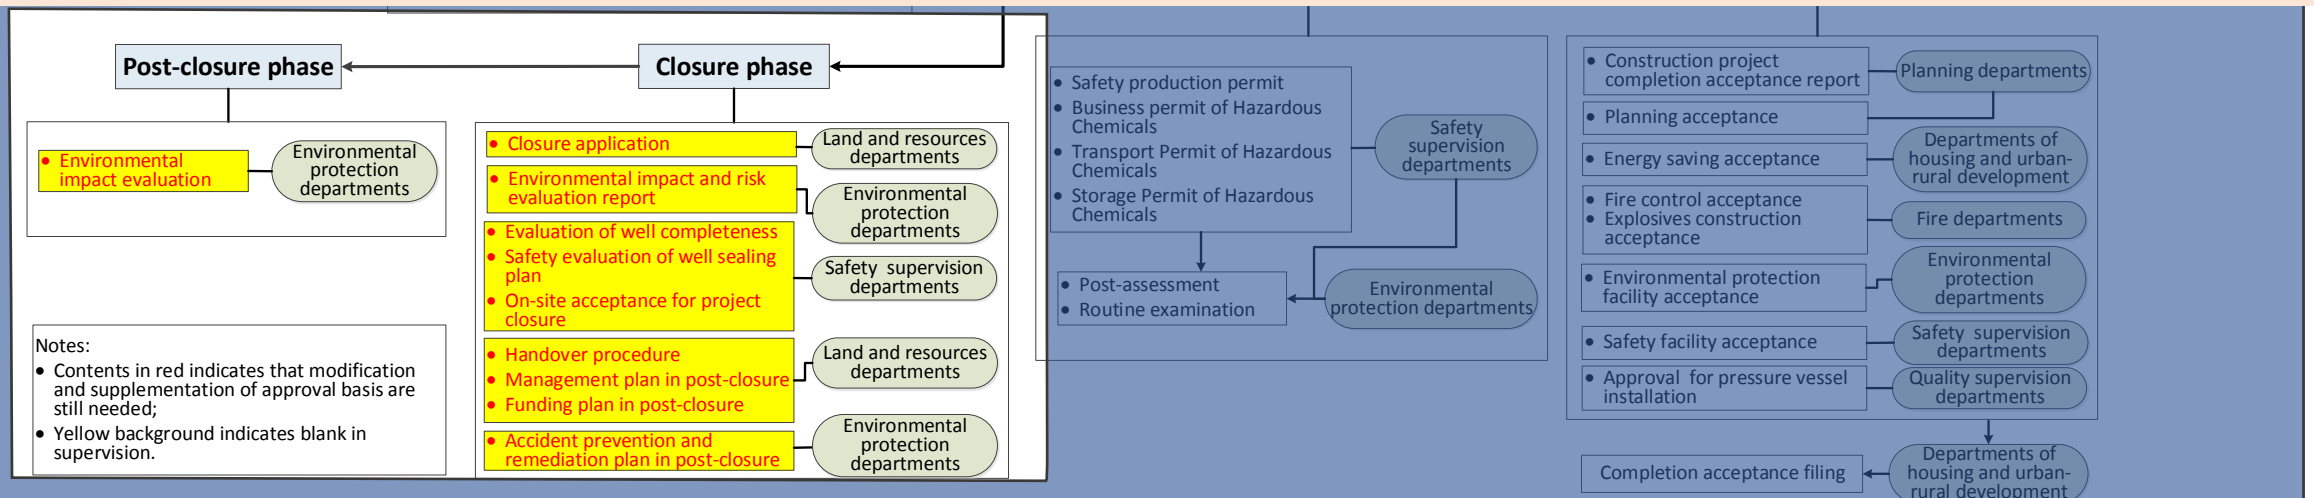 Post-closure phase
Closure phase
• Environmental
impact evaluation
Environmental
protection
departments
• Closure application
Land and resources
departments
• Environmental impact and risk
evaluation report
Environmental
protection
departments
• Evaluation of well completeness
• Safety evaluation of well sealing
plan
• On-site acceptance for project
closure
Safety supervision
departments
• Handover procedure
• Management plan in post-closure
• Funding plan in post-closure
Land and resources
departments
• Accident prevention and
remediation plan in post-closure
Environmental
protection
departments
Notes:
• Contents in red indicates that modification
and supplementation of approval basis are
still needed;
• Yellow background indicates blank in
supervision.
• Safety production permit
• Business permit of Hazardous
Chemicals
• Transport Permit of Hazardous
Chemicals
• Storage Permit of Hazardous
Chemicals
Safety
supervision
departments
• Post-assessment
• Routine examination
Environmental
protection departments
• Construction project
completion acceptance report
Planning departments
• Planning acceptance
• Energy saving acceptance
Departments of
housing and urban-
rural development
• Fire control acceptance
• Explosives construction
acceptance
Fire departments
• Environmental protection
facility acceptance
Environmental
protection
departments
• Safety facility acceptance
Safety supervision
departments
• Approval for pressure vessel
installation
Quality supervision
departments
Completion acceptance filing
Departments of
housing and urban-
rural development